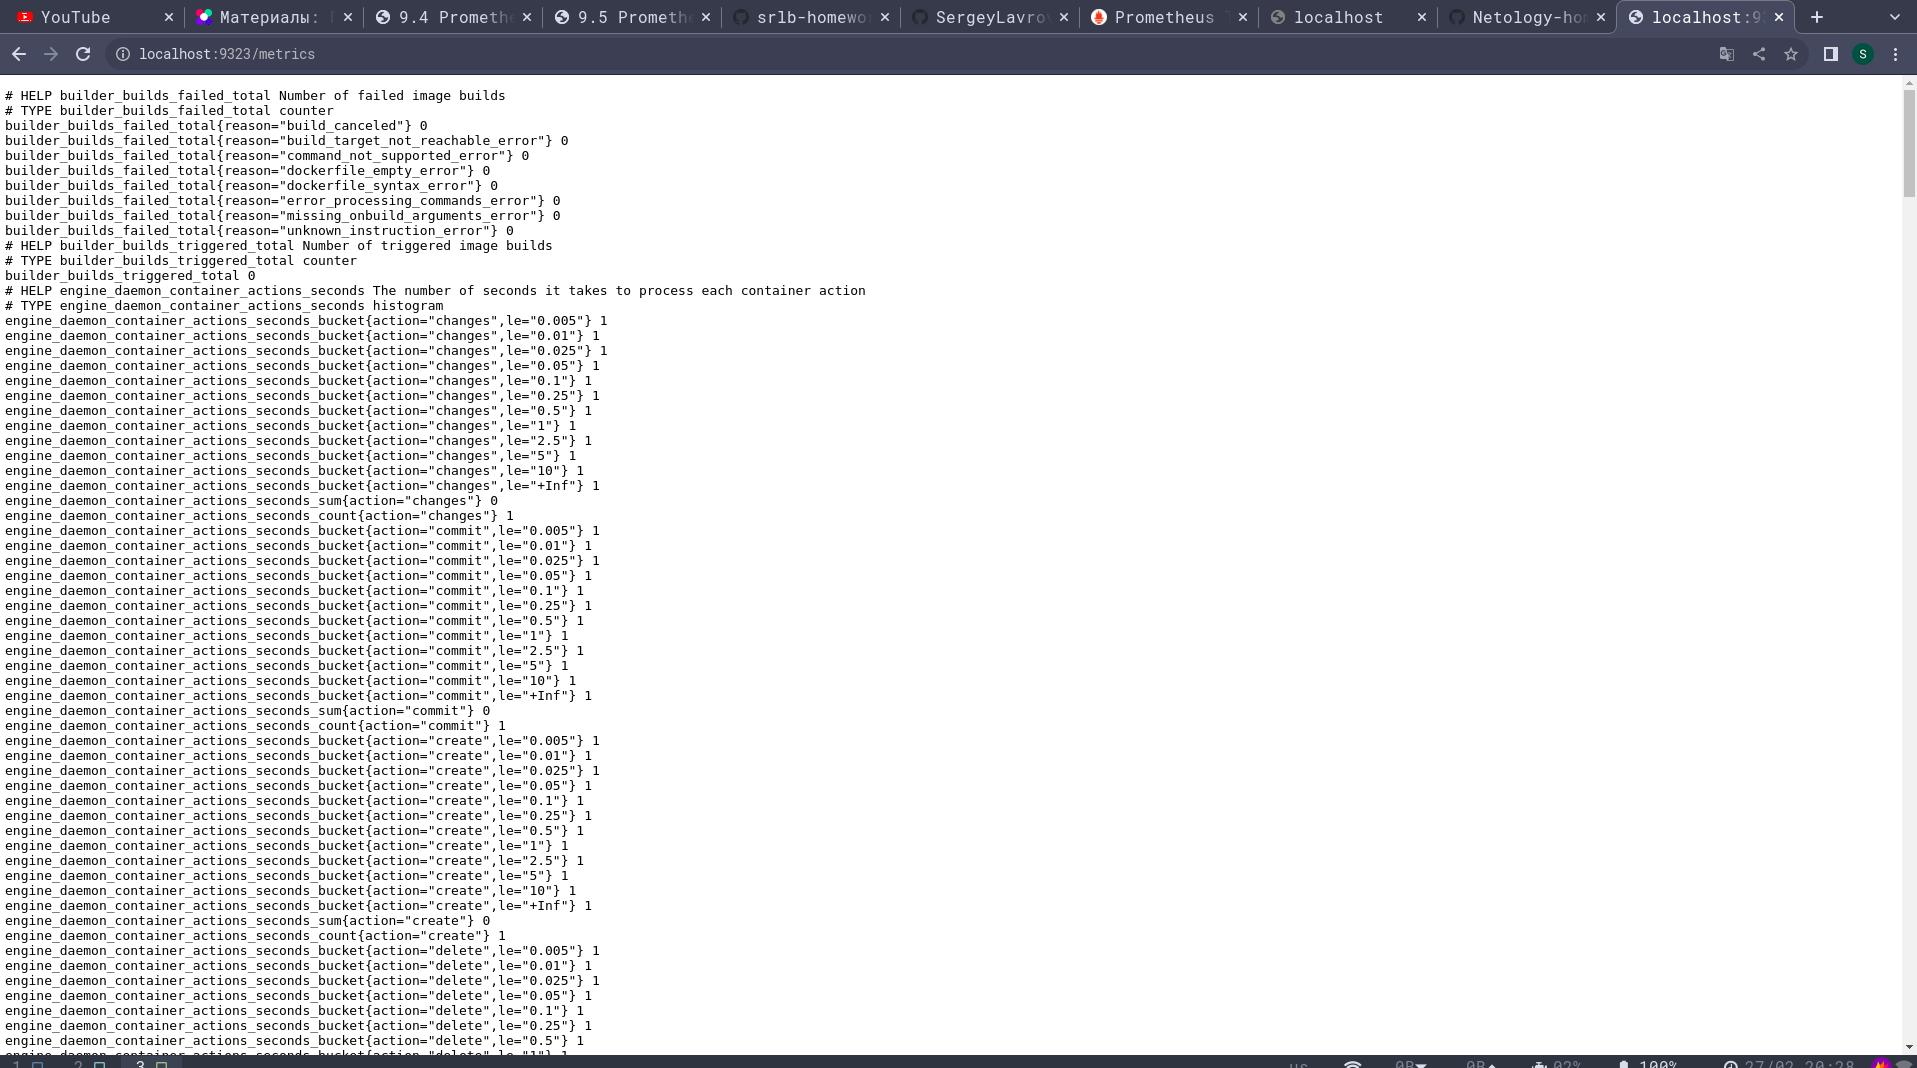 YouTube
Материалы:
9.4 Prometh
9.5 Prometh
srlb-homewo
SergeyLavro
Prometheus
localhost
Netology-ho
localhost:9
localhost:9323/metrics
S
# HELP builder_builds_failed_total Number of failed image builds
# TYPE builder_builds_failed_total counter
builder_builds_failed_total{reason="build_canceled"} 0
builder_builds_failed_total{reason="build_target_not_reachable_error"} 0
builder_builds_failed_total{reason="command_not_supported_error"} 0
builder_builds_failed_total{reason="dockerfile_empty_error"} 0
builder_builds_failed_total{reason="dockerfile_syntax_error"} 0
builder_builds_failed_total{reason="error_processing_commands_error"} 0
builder_builds_failed_total{reason="missing_onbuild_arguments_error"} 0
builder_builds_failed_total{reason="unknown_instruction_error"} 0
# HELP builder_builds_triggered_total Number of triggered image builds
# TYPE builder_builds_triggered_total counter
builder_builds_triggered_total 0
# HELP engine_daemon_container_actions_seconds The number of seconds it takes to process each container action
# TYPE engine_daemon_container_actions_seconds histogram
engine_daemon_container_actions_seconds_bucket{action="changes",le="0.005"} 1
engine_daemon_container_actions_seconds_bucket{action="changes",le="0.01"} 1
engine_daemon_container_actions_seconds_bucket{action="changes",le="0.025"} 1
engine_daemon_container_actions_seconds_bucket{action="changes",le="0.05"} 1
engine_daemon_container_actions_seconds_bucket{action="changes",le="0.1"} 1
engine_daemon_container_actions_seconds_bucket{action="changes",le="0.25"} 1
engine_daemon_container_actions_seconds_bucket{action="changes",le="0.5"} 1
engine_daemon_container_actions_seconds_bucket{action="changes",le="1"} 1
engine_daemon_container_actions_seconds_bucket{action="changes",le="2.5"} 1
engine_daemon_container_actions_seconds_bucket{action="changes",le="5"} 1
engine_daemon_container_actions_seconds_bucket{action="changes",le="10"} 1
engine_daemon_container_actions_seconds_bucket{action="changes",le="+Inf"} 1
engine_daemon_container_actions_seconds_sum{action="changes"} 0
engine_daemon_container_actions_seconds_count{action="changes"} 1
engine_daemon_container_actions_seconds_bucket{action="commit",le="0.005"} 1
engine_daemon_container_actions_seconds_bucket{action="commit",le="0.01"} 1
engine_daemon_container_actions_seconds_bucket{action="commit",le="0.025"} 1
engine_daemon_container_actions_seconds_bucket{action="commit",le="0.05"} 1
engine_daemon_container_actions_seconds_bucket{action="commit",le="0.1"} 1
engine_daemon_container_actions_seconds_bucket{action="commit",le="0.25"} 1
engine_daemon_container_actions_seconds_bucket{action="commit",le="0.5"} 1
engine_daemon_container_actions_seconds_bucket{action="commit",le="1"} 1
engine_daemon_container_actions_seconds_bucket{action="commit",le="2.5"} 1
engine_daemon_container_actions_seconds_bucket{action="commit",le="5"} 1
engine_daemon_container_actions_seconds_bucket{action="commit",le="10"} 1
engine_daemon_container_actions_seconds_bucket{action="commit",le="+Inf"} 1
engine_daemon_container_actions_seconds_sum{action="commit"} 0
engine_daemon_container_actions_seconds_count{action="commit"} 1
engine_daemon_container_actions_seconds_bucket{action="create",le="0.005"} 1
engine_daemon_container_actions_seconds_bucket{action="create",le="0.01"} 1
engine_daemon_container_actions_seconds_bucket{action="create",le="0.025"} 1
engine_daemon_container_actions_seconds_bucket{action="create",le="0.05"} 1
engine_daemon_container_actions_seconds_bucket{action="create",le="0.1"} 1
engine_daemon_container_actions_seconds_bucket{action="create",le="0.25"} 1
engine_daemon_container_actions_seconds_bucket{action="create",le="0.5"} 1
engine_daemon_container_actions_seconds_bucket{action="create",le="1"} 1
engine_daemon_container_actions_seconds_bucket{action="create",le="2.5"} 1
engine_daemon_container_actions_seconds_bucket{action="create",le="5"} 1
engine_daemon_container_actions_seconds_bucket{action="create",le="10"} 1
engine_daemon_container_actions_seconds_bucket{action="create",le="+Inf"} 1
engine_daemon_container_actions_seconds_sum{action="create"} 0
engine_daemon_container_actions_seconds_count{action="create"} 1
engine_daemon_container_actions_seconds_bucket{action="delete",le="0.005"} 1
engine_daemon_container_actions_seconds_bucket{action="delete",le="0.01"} 1
engine_daemon_container_actions_seconds_bucket{action="delete",le="0.025"} 1
engine_daemon_container_actions_seconds_bucket{action="delete",le="0.05"} 1
engine_daemon_container_actions_seconds_bucket{action="delete",le="0.1"} 1
engine_daemon_container_actions_seconds_bucket{action="delete",le="0.25"} 1
engine_daemon_container_actions_seconds_bucket{action="delete",le="0.5"} 1
engine_daemon_container_actions_seconds_bucket{action="delete",le="1"} 1
1 2 3 us 0B 0B 92% 100% 27/02 20:28